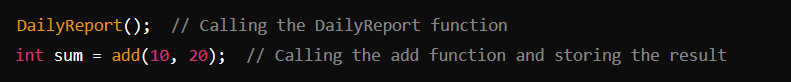 DailyReport();  // Calling the DailyReport function
int sum = add(10, 20);  // Calling the add function and storing the result